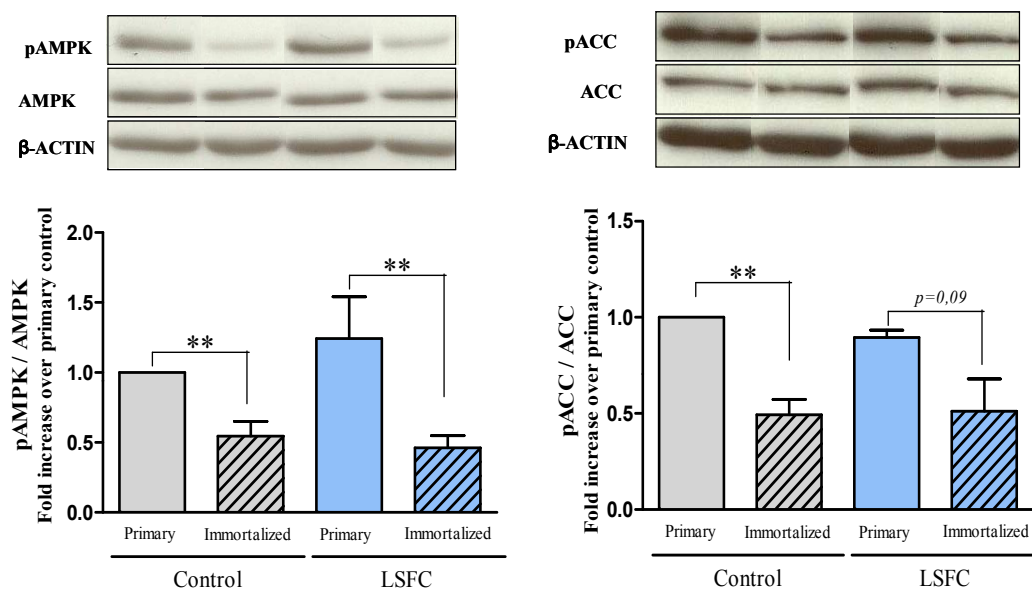 pAMPK
AMPK
β-ACTIN
pAMPK / AMPK
Fold increase over primary control
2.0
1.5
1.0
0.5
0.0
**
**
Primary Immortalized Primary Immortalized
Control LSFC
pACC
ACC
β-ACTIN
pACC / ACC
Fold increase over primary control
1.5
1.0
0.5
0.0
**
p=0,09
Primary Immortalized Primary Immortalized
Control LSFC